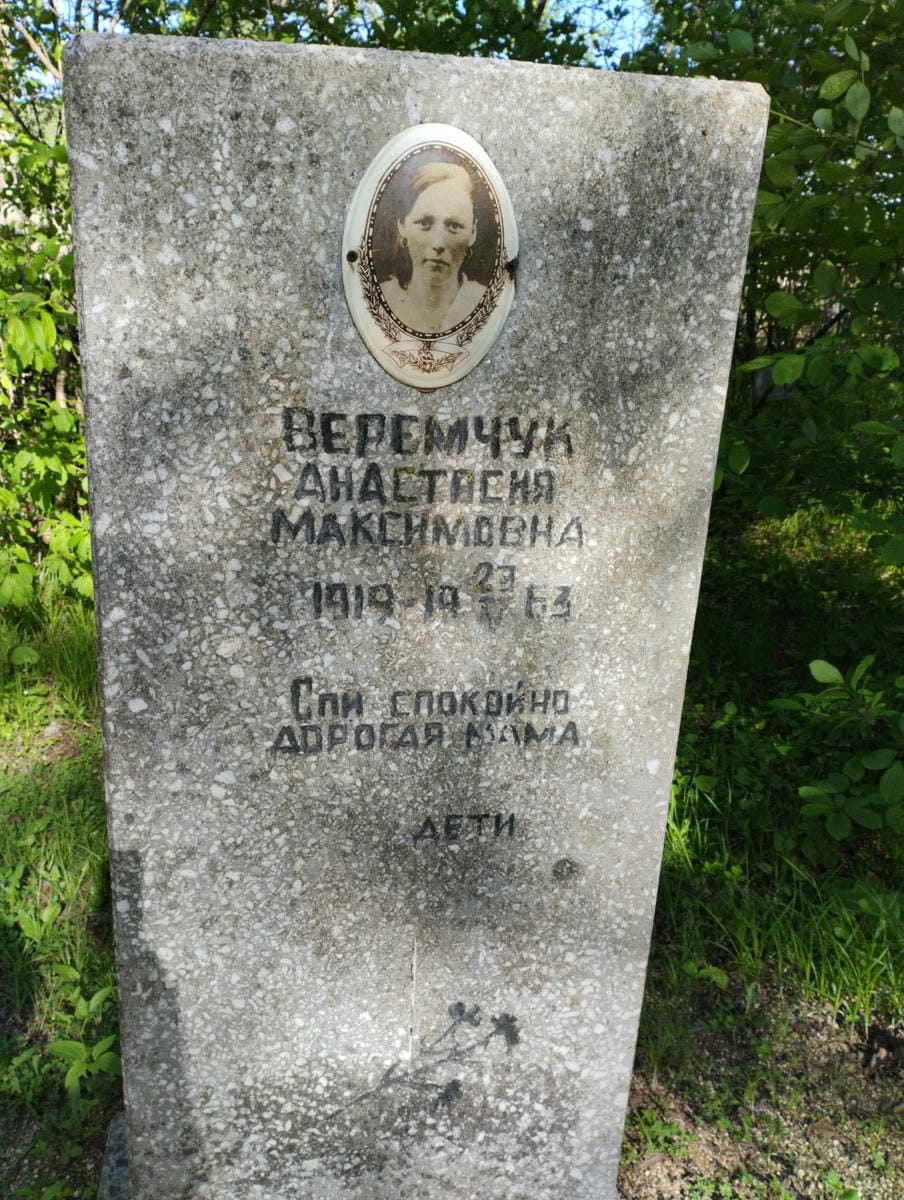 Веремчук
Анастасия
Максимовна
1919-19 23/V 63
Спи спокойно
дорогая мама
дети